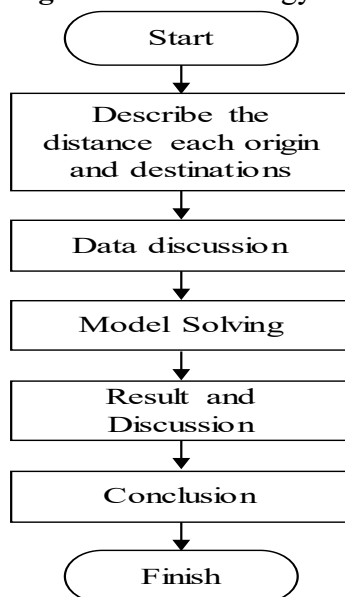 Start
Describe the
distance each origin
and destinations
Data discussion
Model Solving
Result and
Discussion
Conclusion
Finish